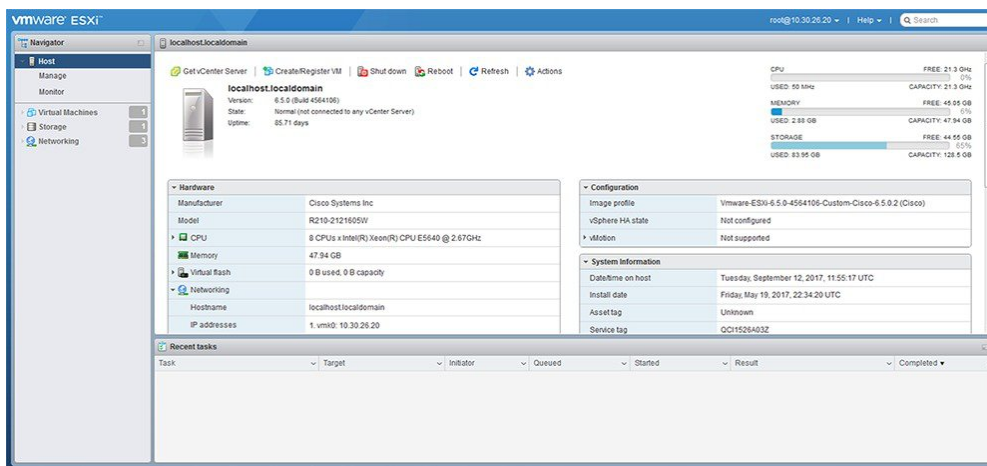 vmware ESXi™
root@10.30.26.20 | Help | Search
Navigator
Host
Manage
Monitor
Virtual Machines 1
Storage 1
Networking 3
localhost.localdomain
Get vCenter Server | Create/Register VM | Shut down Reboot | Refresh | Actions
localhost.localdomain
Version: 6.5.0 (Build 4564106)
State: Normal (not connected to any vCenter Server)
Uptime: 85.71 days
CPU FREE: 21.3 GHz
0%
USED: 50 MHz CAPACITY: 21.3 GHz
MEMORY FREE: 45.05 GB
6%
USED: 2.88 GB CAPACITY: 47.94 GB
STORAGE FREE: 44.55 GB
65%
USED: 83.95 GB CAPACITY: 128.5 GB
Hardware
Manufacturer Cisco Systems Inc
Model R210-2121605W
CPU 8 CPUs x Intel(R) Xeon(R) CPU E5640 @ 2.67GHz
Memory 47.94 GB
Virtual flash 0 B used, 0 B capacity
Networking
Hostname localhost.localdomain
IP addresses 1. vmk0: 10.30.26.20
Configuration
Image profile Vmware-ESXi-6.5.0-4564106-Custom-Cisco-6.5.0.2 (Cisco)
vSphere HA state Not configured
vMotion Not supported
System Information
Date/time on host Tuesday, September 12, 2017, 11:55:17 UTC
Install date Friday, May 19, 2017, 22:34:20 UTC
Asset tag Unknown
Service tag QCI1526A03Z
Recent tasks
Task Target Initiator Queued Started Result Completed